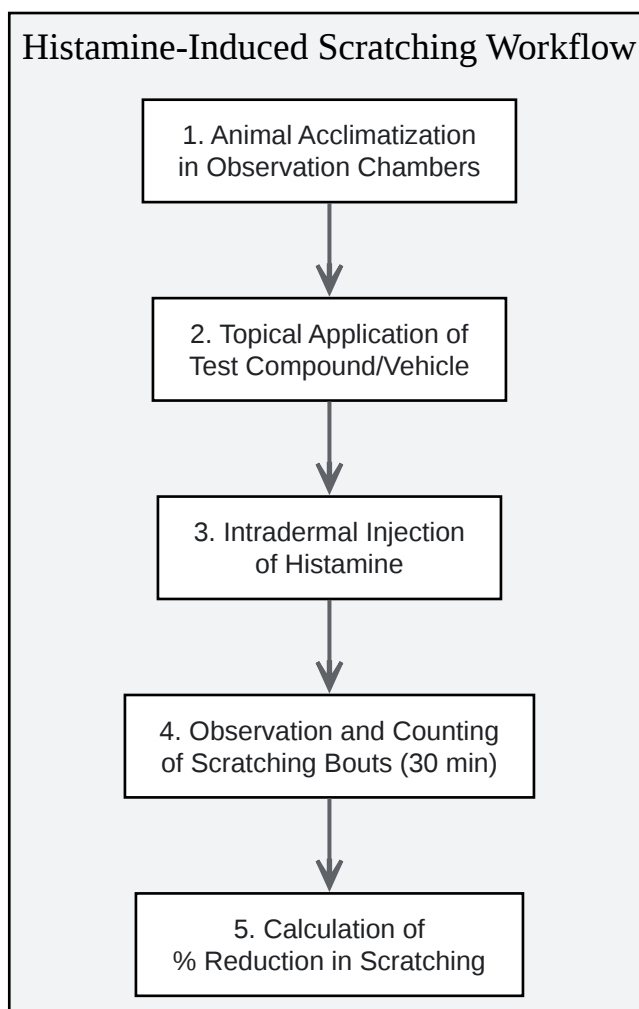 Histamine-Induced Scratching Workflow
1. Animal Acclimatization
in Observation Chambers
2. Topical Application of
Test Compound/Vehicle
3. Intradermal Injection
of Histamine
4. Observation and Counting
of Scratching Bouts (30 min)
5. Calculation of
% Reduction in Scratching